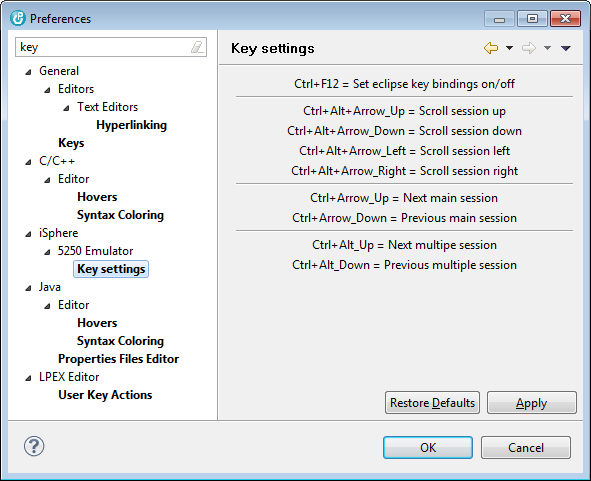 Preferences
key
Key settings
General
Editors
Text Editors
Hyperlinking
Keys
C/C++
Editor
Hovers
Syntax Coloring
iSphere
5250 Emulator
Key settings
Java
Editor
Hovers
Syntax Coloring
Properties Files Editor
LPEX Editor
User Key Actions
Ctrl+F12 = Set eclipse key bindings on/off
Ctrl+Alt+Arrow_Up = Scroll session up
Ctrl+Alt+Arrow_Down = Scroll session down
Ctrl+Alt+Arrow_Left = Scroll session left
Ctrl+Alt+Arrow_Right = Scroll session right
Ctrl+Arrow_Up = Next main session
Ctrl+Arrow_Down = Previous main session
Ctrl+Alt_Up = Next multipe session
Ctrl+Alt_Down = Previous multiple session
Restore Defaults
Apply
?
OK
Cancel